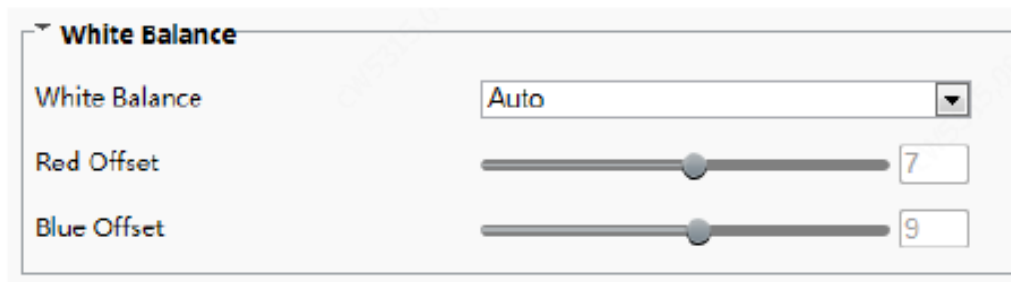 White Balance
White Balance Auto
Red Offset 7
Blue Offset 9